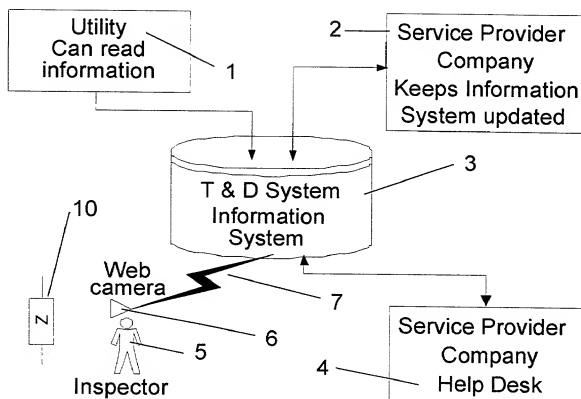 Utility
Can read
information
1
2
Service Provider
Company
Keeps Information
System updated
3
T & D System
Information
System
10
Web
camera
7
6
Z
5
Inspector
Service Provider
Company
4
Help Desk